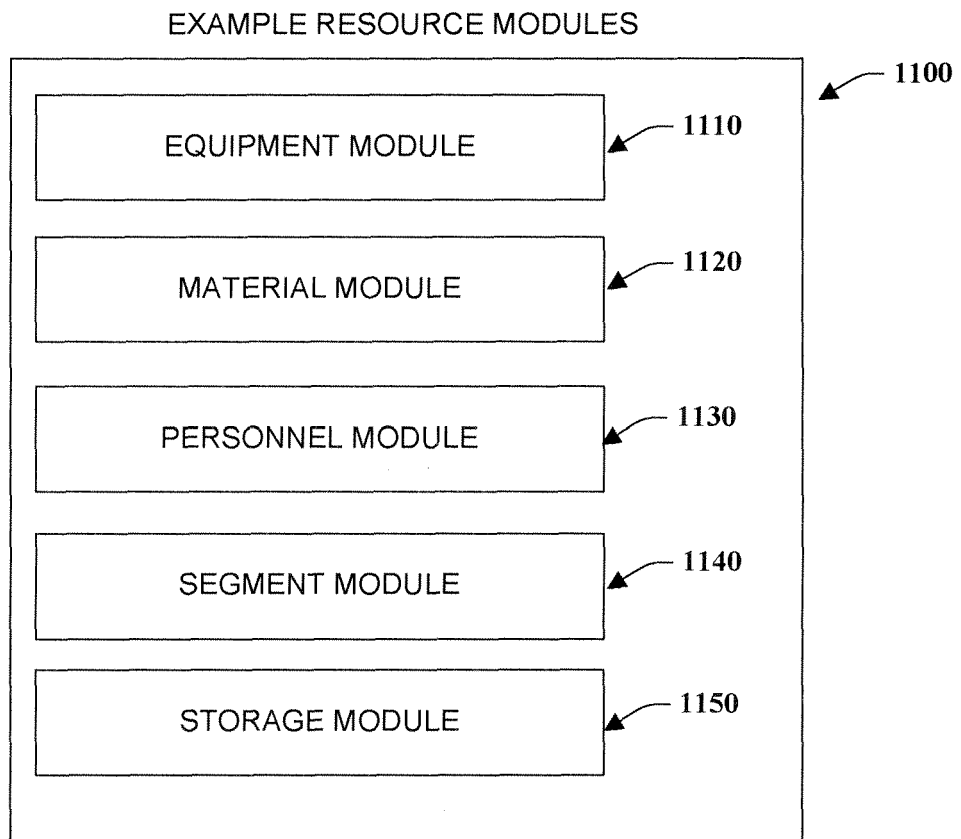 EXAMPLE RESOURCE MODULES
1100
EQUIPMENT MODULE
1110
MATERIAL MODULE
1120
PERSONNEL MODULE
1130
SEGMENT MODULE
1140
STORAGE MODULE
1150